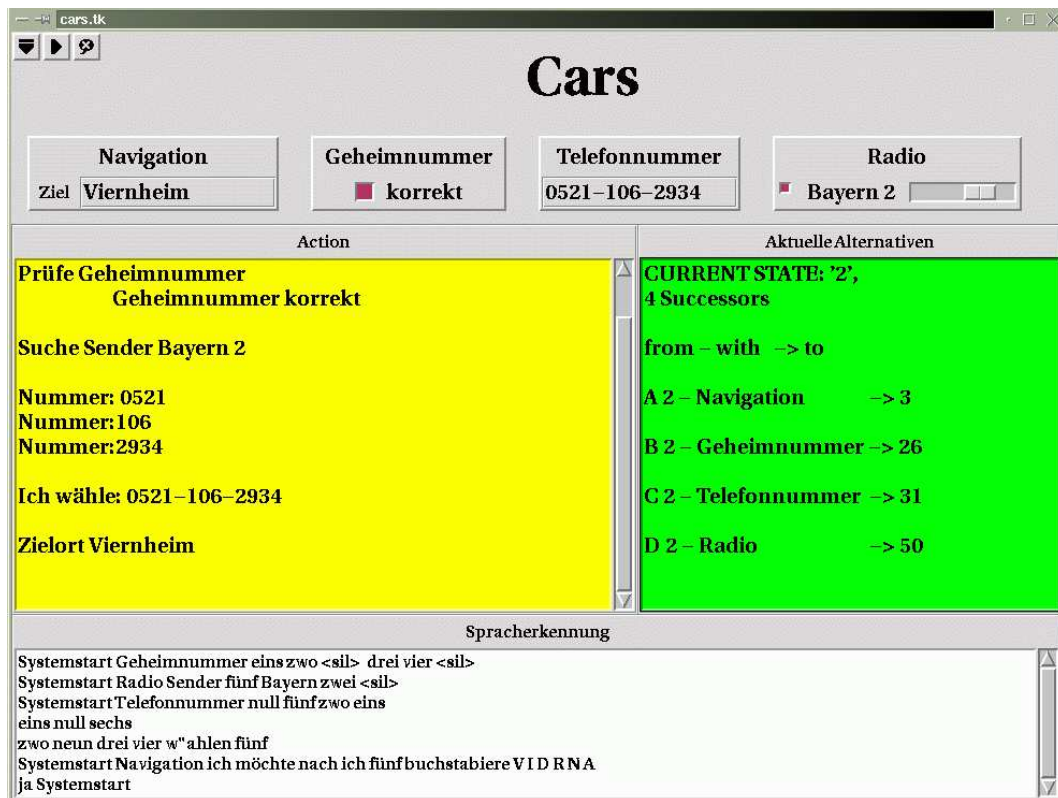 cars.tk
Cars
Navigation
Ziel Viernheim
Geheimnummer
korrekt
Telefonnummer
0521-106-2934
Radio
Bayern 2
Action
Prüfe Geheimnummer
Geheimnummer korrekt
Suche Sender Bayern 2
Nummer: 0521
Nummer:106
Nummer:2934
Ich wähle: 0521-106-2934
Zielort Viernheim
Aktuelle Alternativen
CURRENT STATE: '2',
4 Successors
from - with -> to
A 2 - Navigation -> 3
B 2 - Geheimnummer -> 26
C 2 - Telefonnummer -> 31
D 2 - Radio -> 50
Spracherkennung
Systemstart Geheimnummer eins zwo <sil> drei vier <sil>
Systemstart Radio Sender fünf Bayern zwei <sil>
Systemstart Telefonnummer null fünf zwo eins
eins null sechs
zwo neun drei vier w"ahlen fünf
Systemstart Navigation ich möchte nach ich fünf buchstabiere V I D R N A
ja Systemstart